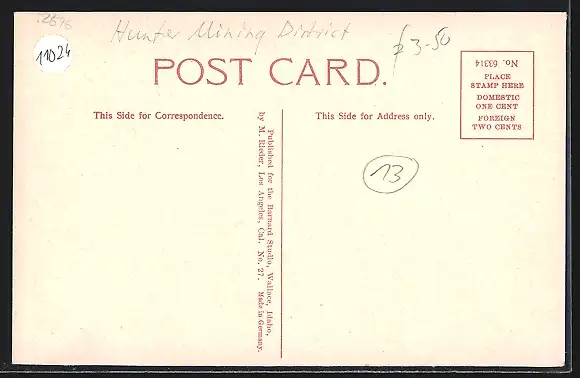 2696
11024
Hunter Mining District
3-50
POST CARD.
No. 63314
PLACE
STAMP HERE
DOMESTIC
ONE CENT
FOREIGN
TWO CENTS
This Side for Correspondence.
This Side for Address only.
Published for the Barnard Studio, Wallace, Idaho,
by M. Rieder, Los Angeles, Cal. No. 27. Made in Germany.
13